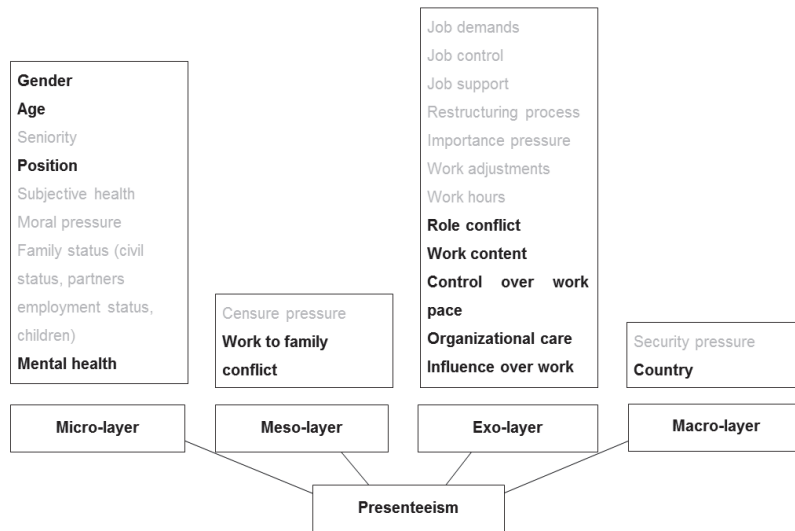 Gender
Age
Seniority
Position
Subjective health
Moral pressure
Family status (civil
status, partners
employment status,
children)
Mental health
Censure pressure
Work to family
conflict
Job demands
Job control
Job support
Restructuring process
Importance pressure
Work adjustments
Work hours
Role conflict
Work content
Control over work
pace
Organizational care
Influence over work
Security pressure
Country
Micro-layer
Meso-layer
Exo-layer
Macro-layer
Presenteeism